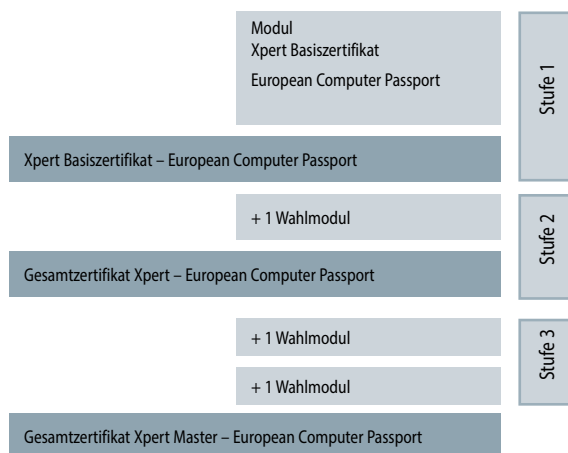 Modul
Xpert Basiszertifikat
European Computer Passport
Stufe 1
Xpert Basiszertifikat – European Computer Passport
+ 1 Wahlmodul
Stufe 2
Gesamtzertifikat Xpert – European Computer Passport
+ 1 Wahlmodul
Stufe 3
+ 1 Wahlmodul
Gesamtzertifikat Xpert Master – European Computer Passport